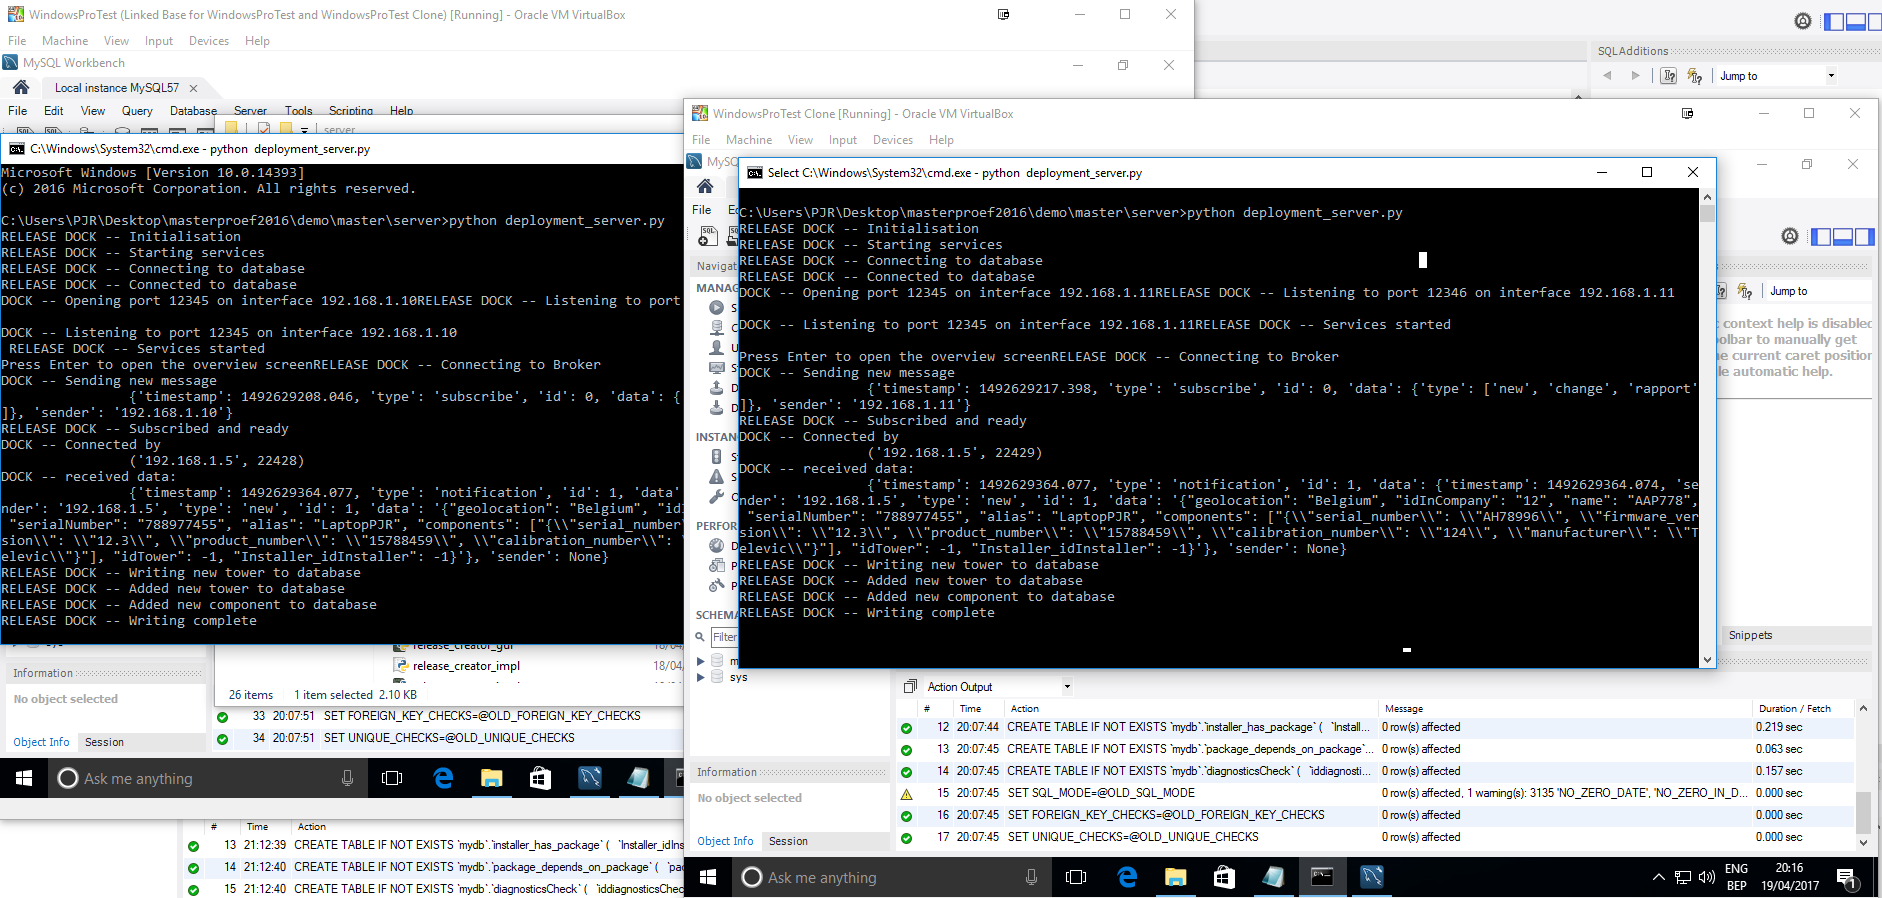 WindowsProTest (Linked Base for WindowsProTest and WindowsProTest Clone) [Running] - Oracle VM VirtualBox
File Machine View Input Devices Help
MySQL Workbench
Local instance MySQL57
File Edit View Query Database Server Tools Scripting Help
server
C:\Windows\System32\cmd.exe - python  deployment_server.py
Microsoft Windows [Version 10.0.14393]
(c) 2016 Microsoft Corporation. All rights reserved.
C:\Users\PJR\Desktop\masterproef2016\demo\master\server>python deployment_server.py
RELEASE DOCK -- Initialisation
RELEASE DOCK -- Starting services
RELEASE DOCK -- Connecting to database
RELEASE DOCK -- Connected to database
DOCK -- Opening port 12345 on interface 192.168.1.10RELEASE DOCK -- Listening to port
DOCK -- Listening to port 12345 on interface 192.168.1.10
RELEASE DOCK -- Services started
Press Enter to open the overview screenRELEASE DOCK -- Connecting to Broker
DOCK -- Sending new message
{'timestamp': 1492629208.046, 'type': 'subscribe', 'id': 0, 'data': {
]}, 'sender': '192.168.1.10'}
RELEASE DOCK -- Subscribed and ready
DOCK -- Connected by
('192.168.1.5', 22428)
DOCK -- received data:
{'timestamp': 1492629364.077, 'type': 'notification', 'id': 1, 'data'
nder': '192.168.1.5', 'type': 'new', 'id': 1, 'data': '{"geolocation": "Belgium", "idI
"serialNumber": "788977455", "alias": "LaptopPJR", "components": ["{\\"serial_number
sion\\": \\"12.3\\", \\"product_number\\": \\"15788459\\", \\"calibration_number\\": \
elevic\\"}"], "idTower": -1, "Installer_idInstaller": -1}'}, 'sender': None}
RELEASE DOCK -- Writing new tower to database
RELEASE DOCK -- Added new tower to database
RELEASE DOCK -- Added new component to database
RELEASE DOCK -- Writing complete
Information
No object selected
Object Info Session
release_creator_gui
release_creator_impl 18/04
26 items 1 item selected 2.10 KB
33 20:07:51 SET FOREIGN_KEY_CHECKS=@OLD_FOREIGN_KEY_CHECKS
34 20:07:51 SET UNIQUE_CHECKS=@OLD_UNIQUE_CHECKS
Ask me anything
# Time Action
13 21:12:39 CREATE TABLE IF NOT EXISTS `mydb`.`installer_has_package` ( `Installer_idIns
14 21:12:40 CREATE TABLE IF NOT EXISTS `mydb`.`package_depends_on_package` ( `pac
15 21:12:40 CREATE TABLE IF NOT EXISTS `mydb`.`diagnosticsCheck` ( `iddiagnosticsChe
SQLAdditions
Jump to
WindowsProTest Clone [Running] - Oracle VM VirtualBox
File Machine View Input Devices Help
MySQ
File
Select C:\Windows\System32\cmd.exe - python  deployment_server.py
C:\Users\PJR\Desktop\masterproef2016\demo\master\server>python deployment_server.py
RELEASE DOCK -- Initialisation
RELEASE DOCK -- Starting services
RELEASE DOCK -- Connecting to database
RELEASE DOCK -- Connected to database
DOCK -- Opening port 12345 on interface 192.168.1.11RELEASE DOCK -- Listening to port 12346 on interface 192.168.1.11
DOCK -- Listening to port 12345 on interface 192.168.1.11RELEASE DOCK -- Services started
Press Enter to open the overview screenRELEASE DOCK -- Connecting to Broker
DOCK -- Sending new message
{'timestamp': 1492629217.398, 'type': 'subscribe', 'id': 0, 'data': {'type': ['new', 'change', 'rapport'
]}, 'sender': '192.168.1.11'}
RELEASE DOCK -- Subscribed and ready
DOCK -- Connected by
('192.168.1.5', 22429)
DOCK -- received data:
{'timestamp': 1492629364.077, 'type': 'notification', 'id': 1, 'data': {'timestamp': 1492629364.074, 'se
nder': '192.168.1.5', 'type': 'new', 'id': 1, 'data': '{"geolocation": "Belgium", "idInCompany": "12", "name": "AAP778",
"serialNumber": "788977455", "alias": "LaptopPJR", "components": ["{\\"serial_number\\": \\"AH78996\\", \\"firmware_ver
sion\\": \\"12.3\\", \\"product_number\\": \\"15788459\\", \\"calibration_number\\": \\"124\\", \\"manufacturer\\": \\"T
elevic\\"}"], "idTower": -1, "Installer_idInstaller": -1}'}, 'sender': None}
RELEASE DOCK -- Writing new tower to database
RELEASE DOCK -- Added new tower to database
RELEASE DOCK -- Added new component to database
RELEASE DOCK -- Writing complete
Navigat
MANAG
INSTAN
PERFOR
SCHEMA
Filter
sys
Jump to
context help is disabled
olbar to manually get
e current caret position
le automatic help.
Snippets
Information
No object selected
Object Info Session
Action Output
# Time Action Message Duration / Fetch
12 20:07:44 CREATE TABLE IF NOT EXISTS `mydb`.`installer_has_package` ( `Install... 0 row(s) affected 0.219 sec
13 20:07:45 CREATE TABLE IF NOT EXISTS `mydb`.`package_depends_on_package`... 0 row(s) affected 0.063 sec
14 20:07:45 CREATE TABLE IF NOT EXISTS `mydb`.`diagnosticsCheck` ( `iddiagnosti... 0 row(s) affected 0.157 sec
15 20:07:45 SET SQL_MODE=@OLD_SQL_MODE 0 row(s) affected, 1 warning(s): 3135 'NO_ZERO_DATE', 'NO_ZERO_IN_D... 0.000 sec
16 20:07:45 SET FOREIGN_KEY_CHECKS=@OLD_FOREIGN_KEY_CHECKS 0 row(s) affected 0.000 sec
17 20:07:45 SET UNIQUE_CHECKS=@OLD_UNIQUE_CHECKS 0 row(s) affected 0.000 sec
Ask me anything
ENG
BEP
20:16
19/04/2017
1